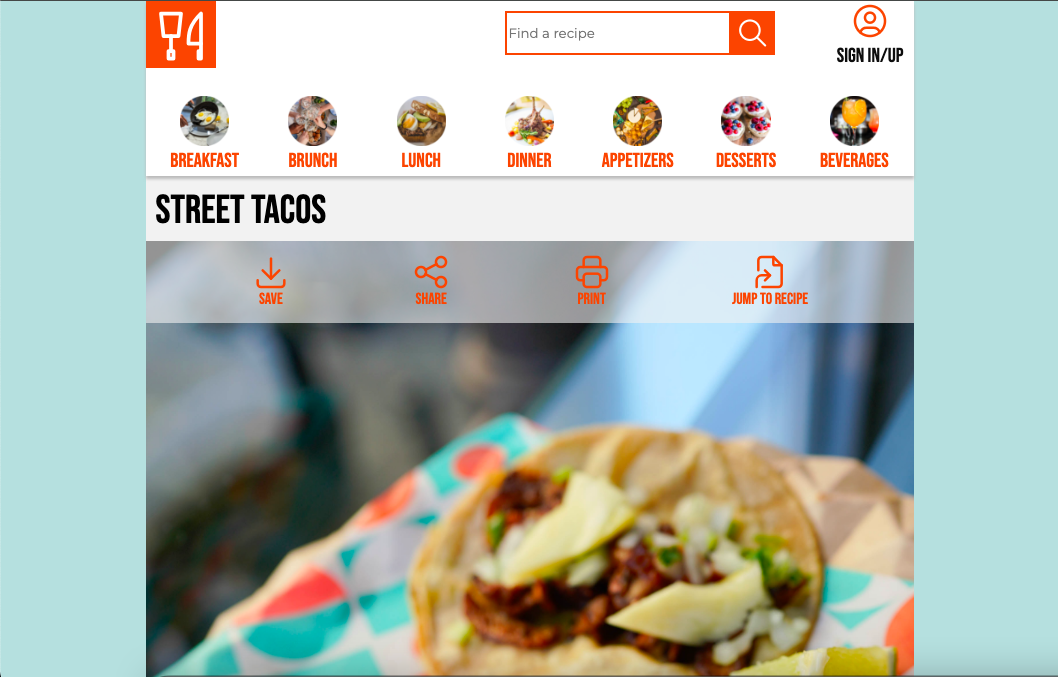 Find a recipe
SIGN IN/UP
BREAKFAST
BRUNCH
LUNCH
DINNER
APPETIZERS
DESSERTS
BEVERAGES
STREET TACOS
SAVE
SHARE
PRINT
JUMP TO RECIPE